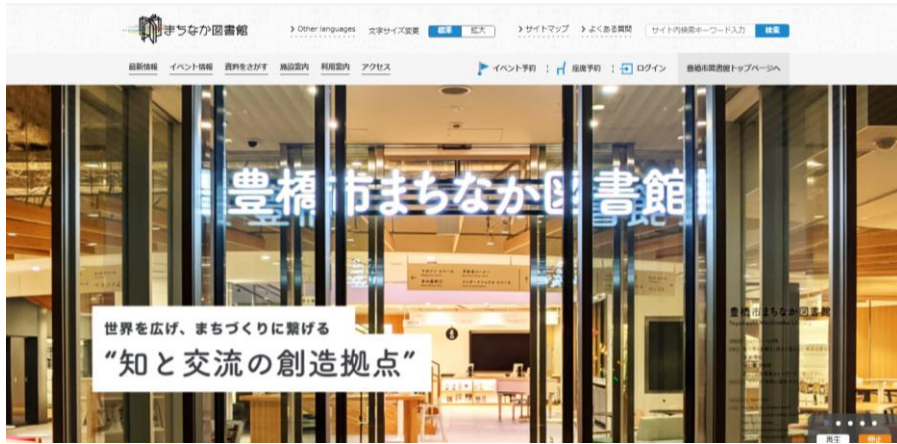 まちなか図書館
Other languages
文字サイズ変更
標準
拡大
サイトマップ
よくある質問
サイト内検索キーワード入力
検索
最新情報
イベント情報
資料をさがす
施設案内
利用案内
アクセス
イベント予約
座席予約
ログイン
豊橋市図書館トップページへ
豊橋市まちなか図書館
豊橋市まちなか図書館
世界を広げ、まちづくりに繋げる
“知と交流の創造拠点”
再生
停止